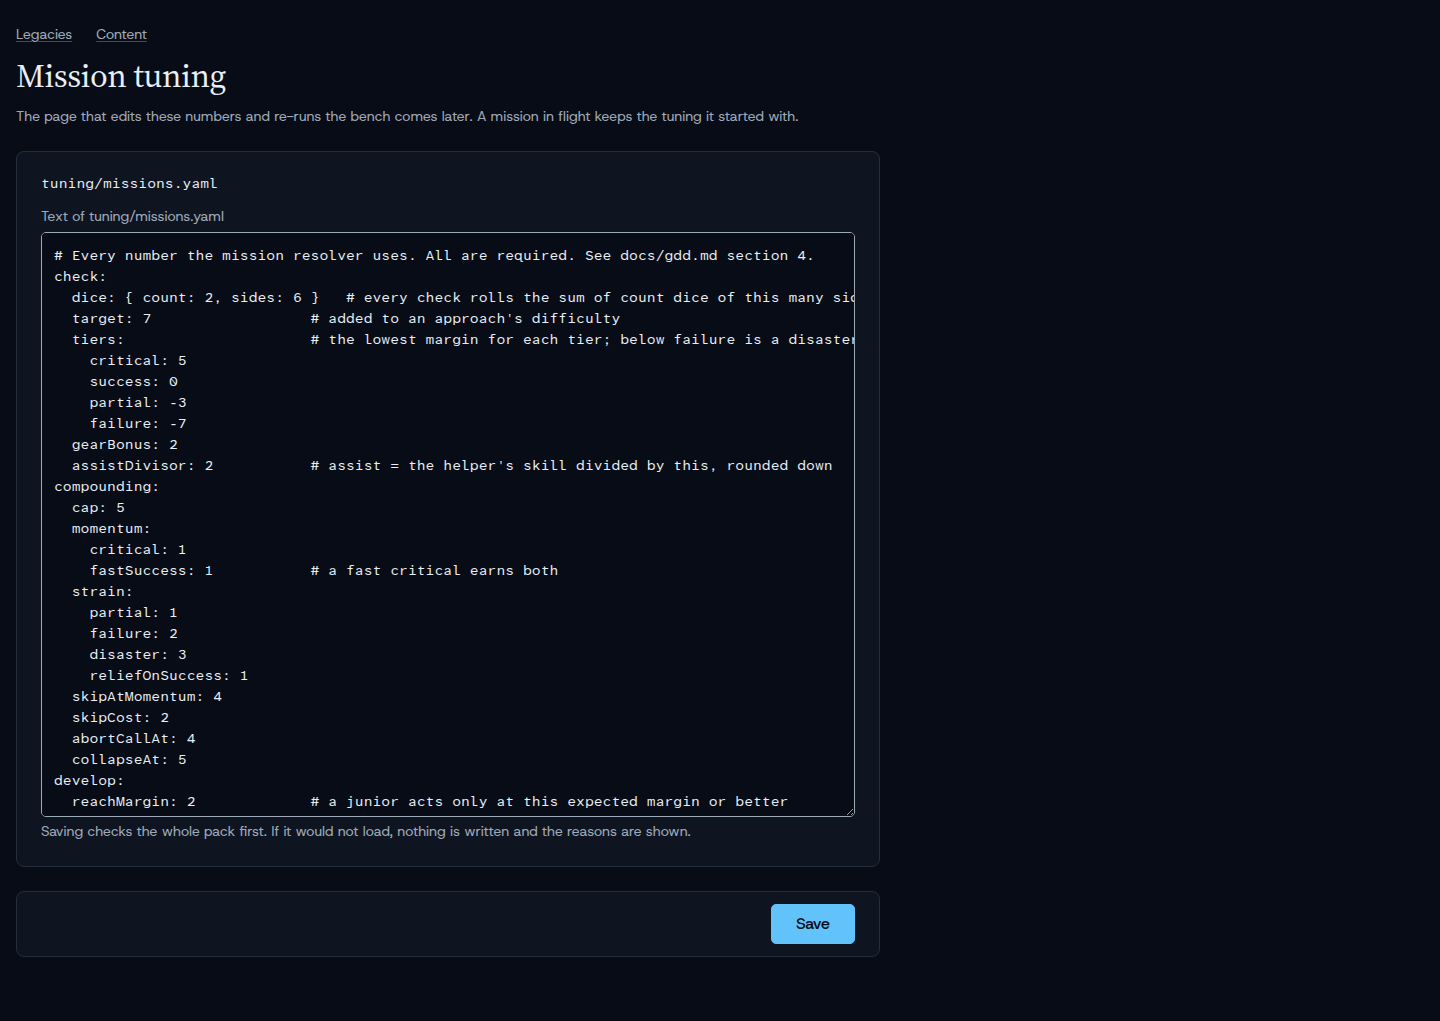 Legacies Content
Mission tuning
The page that edits these numbers and re-runs the bench comes later. A mission in flight keeps the tuning it started with.
tuning/missions.yaml
Text of tuning/missions.yaml
# Every number the mission resolver uses. All are required. See docs/gdd.md section 4.
check:
  dice: { count: 2, sides: 6 }   # every check rolls the sum of count dice of this many
  target: 7                  # added to an approach's difficulty
  tiers:                     # the lowest margin for each tier; below failure is a disaster
    critical: 5
    success: 0
    partial: -3
    failure: -7
  gearBonus: 2
  assistDivisor: 2           # assist = the helper's skill divided by this, rounded down
compounding:
  cap: 5
  momentum:
    critical: 1
    fastSuccess: 1           # a fast critical earns both
  strain:
    partial: 1
    failure: 2
    disaster: 3
    reliefOnSuccess: 1
  skipAtMomentum: 4
  skipCost: 2
  abortCallAt: 4
  collapseAt: 5
develop:
  reachMargin: 2             # a junior acts only at this expected margin or better
Saving checks the whole pack first. If it would not load, nothing is written and the reasons are shown.
Save